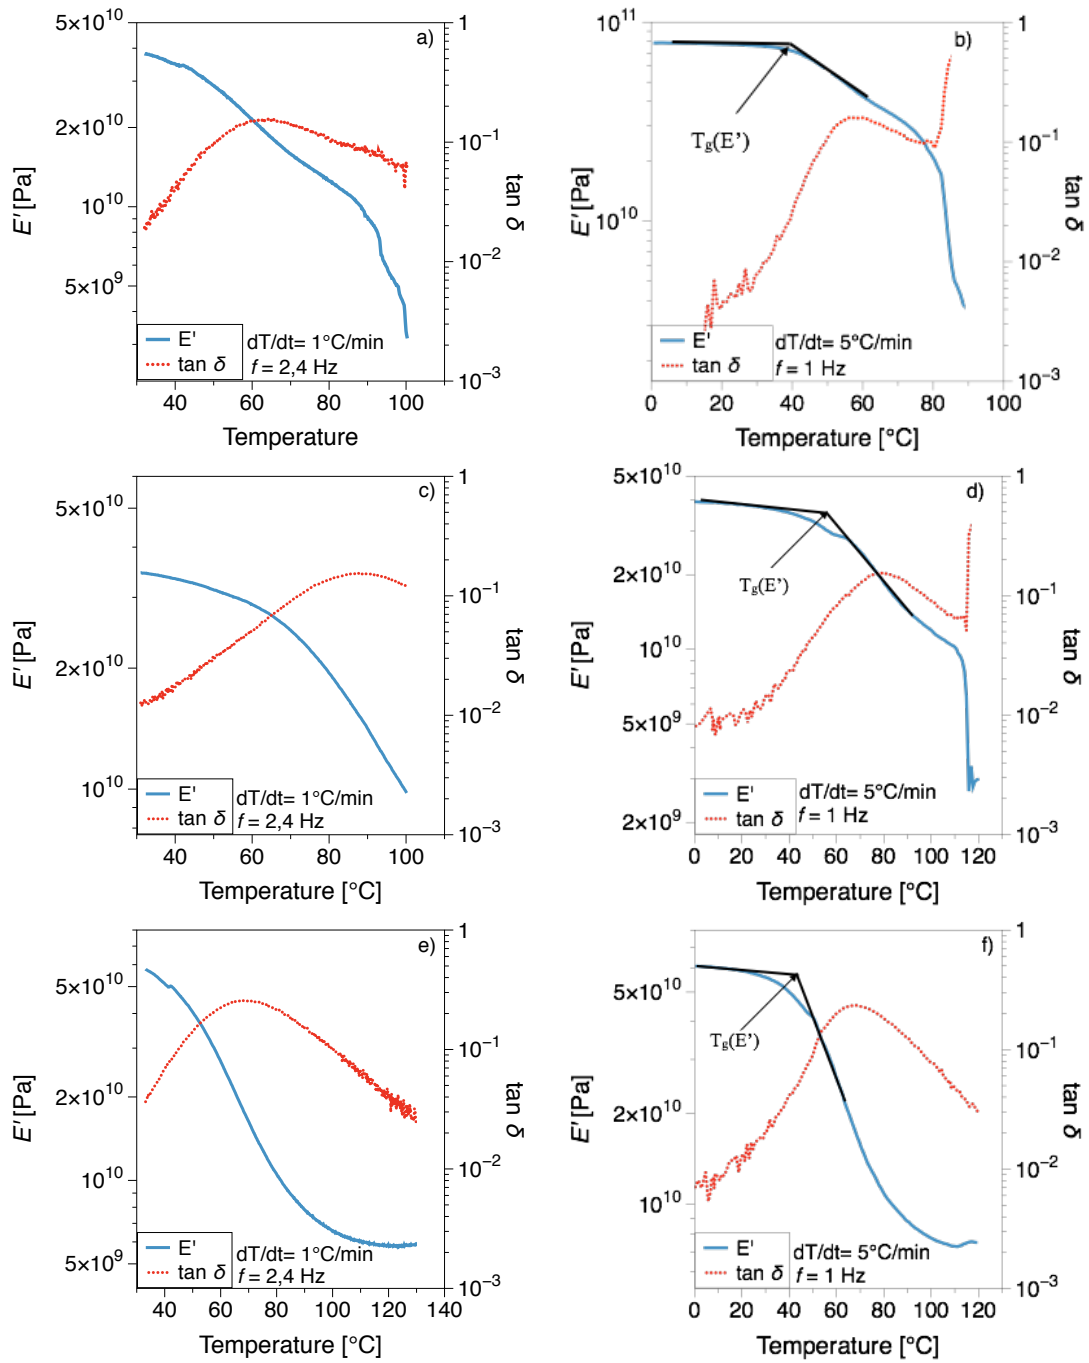 a)
5×10¹⁰
2×10¹⁰
10¹⁰
5×10⁹
E' [Pa]
1
10⁻¹
10⁻²
10⁻³
tan δ
E'
tan δ
dT/dt= 1°C/min
f = 2,4 Hz
40 60 80 100
Temperature
b)
10¹¹
10¹⁰
E' [Pa]
1
10⁻¹
10⁻²
10⁻³
tan δ
Tg(E’)
E'
tan δ
dT/dt= 5°C/min
f = 1 Hz
0 20 40 60 80 100
Temperature [°C]
c)
5×10¹⁰
2×10¹⁰
10¹⁰
E' [Pa]
1
10⁻¹
10⁻²
10⁻³
tan δ
E'
tan δ
dT/dt= 1°C/min
f = 2,4 Hz
40 60 80 100
Temperature [°C]
d)
5×10¹⁰
2×10¹⁰
10¹⁰
5×10⁹
2×10⁹
E' [Pa]
1
10⁻¹
10⁻²
10⁻³
tan δ
Tg(E’)
E'
tan δ
dT/dt= 5°C/min
f = 1 Hz
0 20 40 60 80 100 120
Temperature [°C]
e)
5×10¹⁰
2×10¹⁰
10¹⁰
5×10⁹
E' [Pa]
1
10⁻¹
10⁻²
10⁻³
tan δ
E'
tan δ
dT/dt= 1°C/min
f = 2,4 Hz
40 60 80 100 120 140
Temperature [°C]
f)
5×10¹⁰
2×10¹⁰
10¹⁰
E' [Pa]
1
10⁻¹
10⁻²
10⁻³
tan δ
Tg(E’)
E'
tan δ
dT/dt= 5°C/min
f = 1 Hz
0 20 40 60 80 100 120
Temperature [°C]